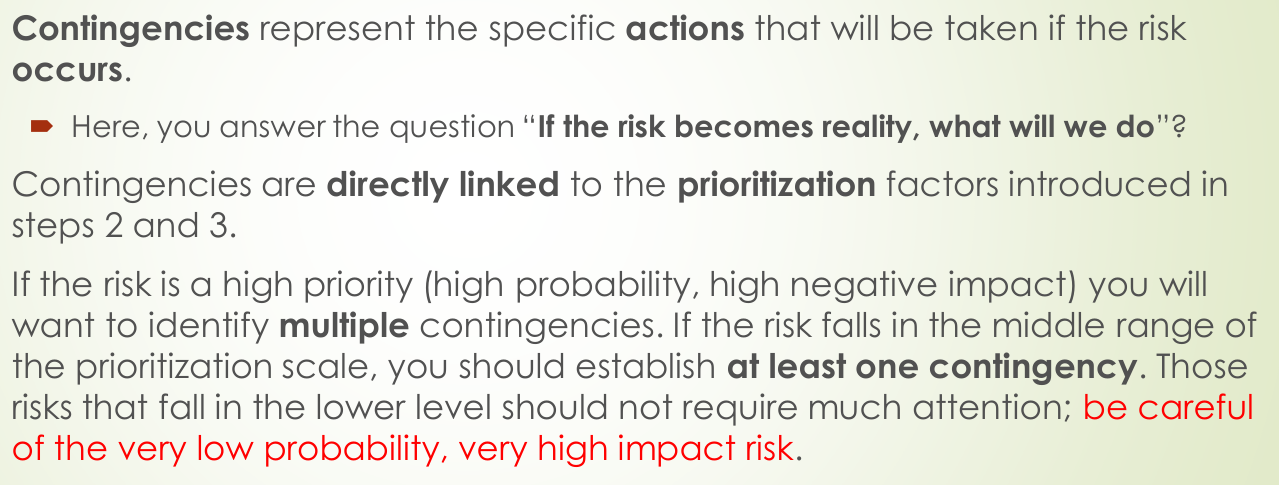 Contingencies represent the specific actions that will be taken if the risk
occurs.
Here, you answer the question “If the risk becomes reality, what will we do”?
Contingencies are directly linked to the prioritization factors introduced in
steps 2 and 3.
If the risk is a high priority (high probability, high negative impact) you will
want to identify multiple contingencies. If the risk falls in the middle range of
the prioritization scale, you should establish at least one contingency. Those
risks that fall in the lower level should not require much attention; be careful
of the very low probability, very high impact risk.